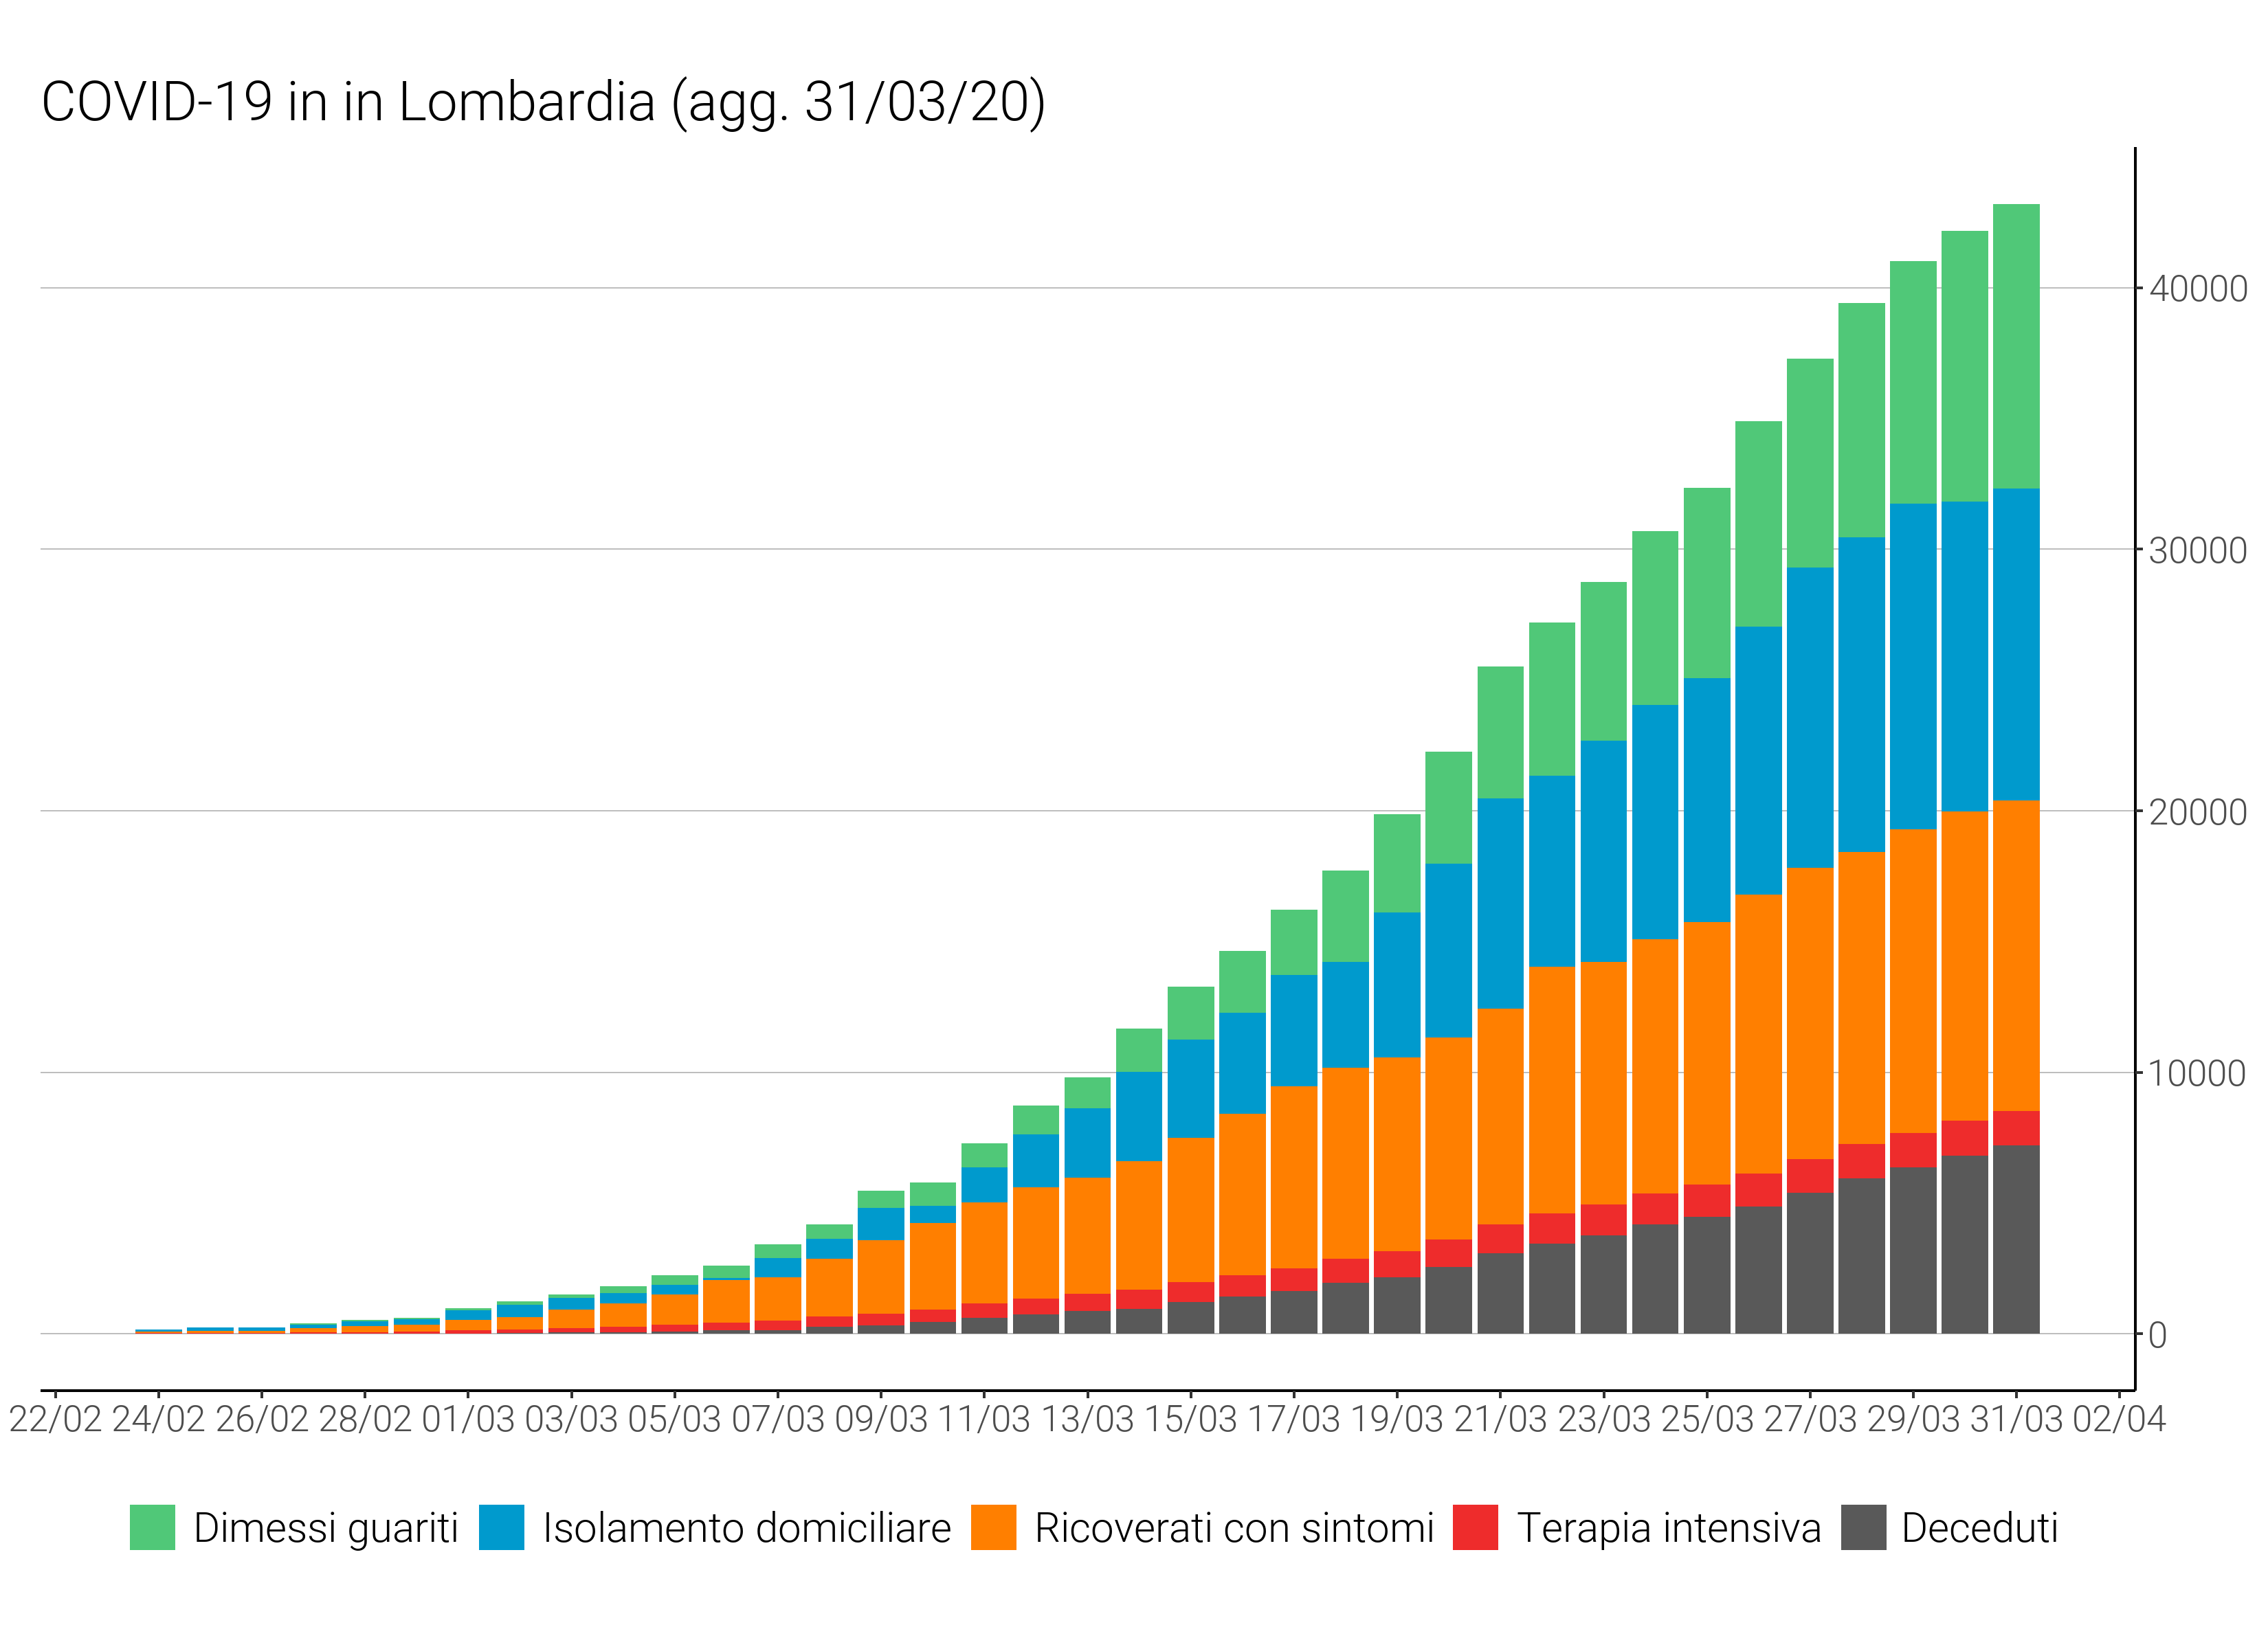 COVID-19 in in Lombardia (agg. 31/03/20)
40000
30000
20000
10000
0
22/02 24/02 26/02 28/02 01/03 03/03 05/03 07/03 09/03 11/03 13/03 15/03 17/03 19/03 21/03 23/03 25/03 27/03 29/03 31/03 02/04
Dimessi guariti Isolamento domiciliare Ricoverati con sintomi Terapia intensiva Deceduti